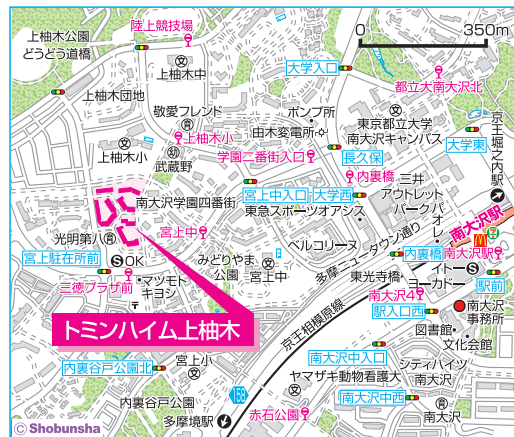 上柚木公園
どうどう道橋
陸上競技場
0
350m
上柚木中
大学入口
都立大南大沢北
上柚木団地
敬愛フレンド
ポンプ所
由木変電所
上柚木小
上柚木小
武蔵野
学園二番街入口
長久保
東京都立大学
南大沢キャンパス
大学東
京王堀之内駅
内裏橋
三井
アウトレット
パークパオレ
南大沢学園四番街
宮上中入口・大学西
東急スポーツオアシス
南大沢駅
光明第八
宮上中
ベルコリーヌ
多摩ニュータウン通り
内裏橋
南大沢駅
宮上駐在所前
OK
みどりやま
公園
宮上中
東光寺橋
イトー
ヨーカドー
駅前
三徳プラザ前
マツモト
キヨシ
南大沢4
駅入口西
南大沢
事務所
トミンハイム上柚木
京王相模原線
図書館
文化会館
南大沢中入口
シティハイツ
南大沢
内裏谷戸公園北
宮上小
158
ヤマザキ動物看護大
南大沢中西
南大沢
内裏谷戸公園
多摩境駅
赤石公園
© Shobunsha